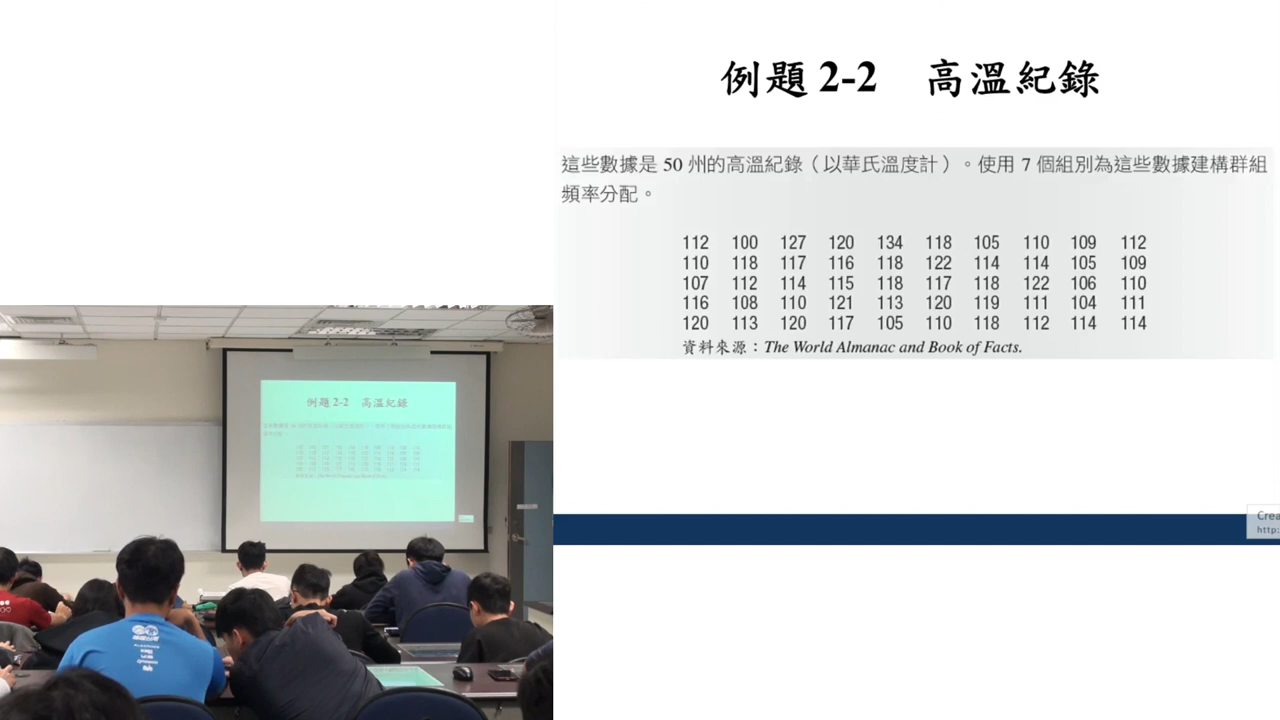 例題 2-2 高溫紀錄
這些數據是 50 州的高溫紀錄（以華氏溫度計）。使用 7 個組別為這些數據建構群組
頻率分配。
112 100 127 120 134 118 105 110 109 112
110 118 117 116 118 122 114 114 105 109
107 112 114 115 118 117 118 122 106 110
116 108 110 121 113 120 119 111 104 111
120 113 120 117 105 110 118 112 114 114
資料來源：The World Almanac and Book of Facts.
Crea
http:
例題 2-2 高溫紀錄